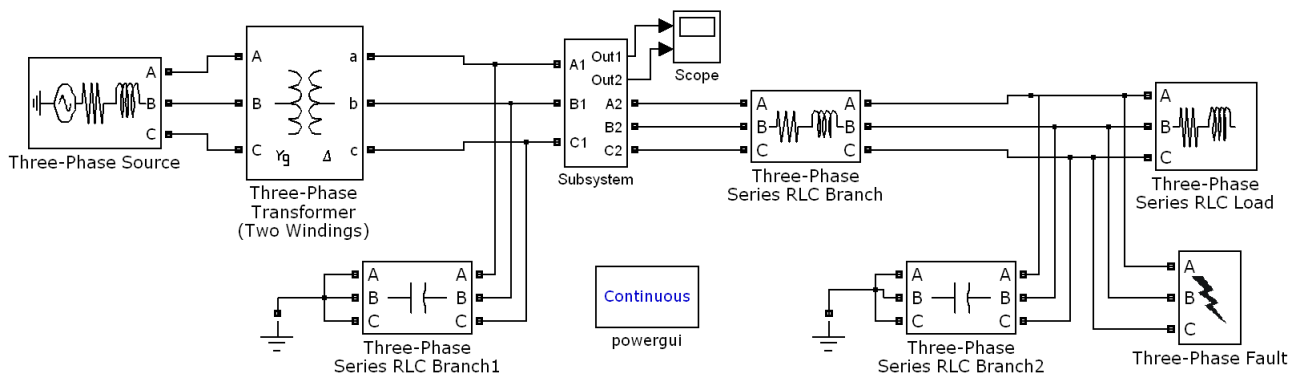 A
B
C
Three-Phase Source
A
B
C
Yg
Δ
a
b
c
Three-Phase
Transformer
(Two Windings)
A1
B1
C1
Out1
Out2
A2
B2
C2
Subsystem
Scope
A
B
C
A
B
C
Three-Phase
Series RLC Branch
A
B
C
Three-Phase
Series RLC Load
A
B
C
A
B
C
Three-Phase
Series RLC Branch1
Continuous
powergui
A
B
C
A
B
C
Three-Phase
Series RLC Branch2
A
B
C
Three-Phase Fault